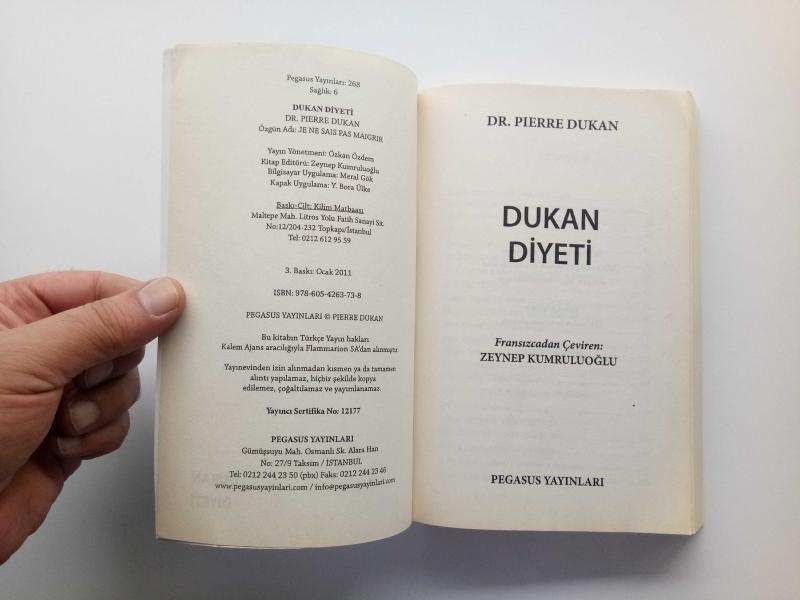 Pegasus Yayınları: 268
Sağlık: 6
DUKAN DİYETİ
DR. PIERRE DUKAN
Özgün Adı: JE NE SAIS PAS MAIGRIR
Yayın Yönetmeni: Özkan Özdem
Kitap Editörü: Zeynep Kumruluoğlu
Bilgisayar Uygulama: Meral Gök
Kapak Uygulama: Y. Bora Ülke
Baskı-Cilt: Kilim Matbaası
Maltepe Mah. Litros Yolu Fatih Sanayi Sk.
No:12/204-232 Topkapı/İstanbul
Tel: 0212 612 95 59
3. Baskı: Ocak 2011
ISBN: 978-605-4263-73-8
PEGASUS YAYINLARI © PIERRE DUKAN
Bu kitabın Türkçe Yayın hakları
Kalem Ajans aracılığıyla Flammarion SA'dan alınmıştır.
Yayınevinden izin alınmadan kısmen ya da tamamen
alıntı yapılamaz, hiçbir şekilde kopya
edilemez, çoğaltılamaz ve yayımlanamaz.
Yayıncı Sertifika No: 12177
PEGASUS YAYINLARI
Gümüşsuyu Mah. Osmanlı Sk. Alara Han
No: 27/9 Taksim / İSTANBUL
Tel: 0212 244 23 50 (pbx) Faks: 0212 244 23 46
www.pegasusyayinlari.com / info@pegasusyayinlari.com
DR. PIERRE DUKAN
DUKAN
DİYETİ
Fransızcadan Çeviren:
ZEYNEP KUMRULUOĞLU
PEGASUS YAYINLARI